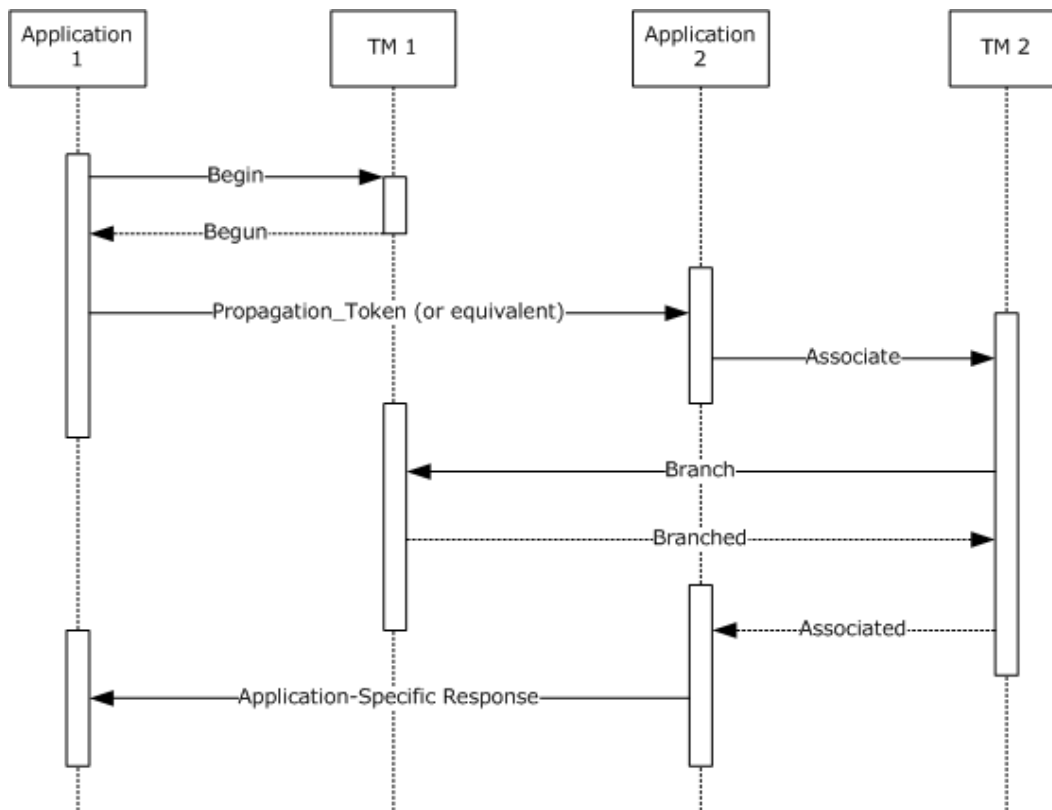 Application
1
TM 1
Application
2
TM 2
Begin
Begun
Propagation_Token (or equivalent)
Associate
Branch
Branched
Associated
Application-Specific Response